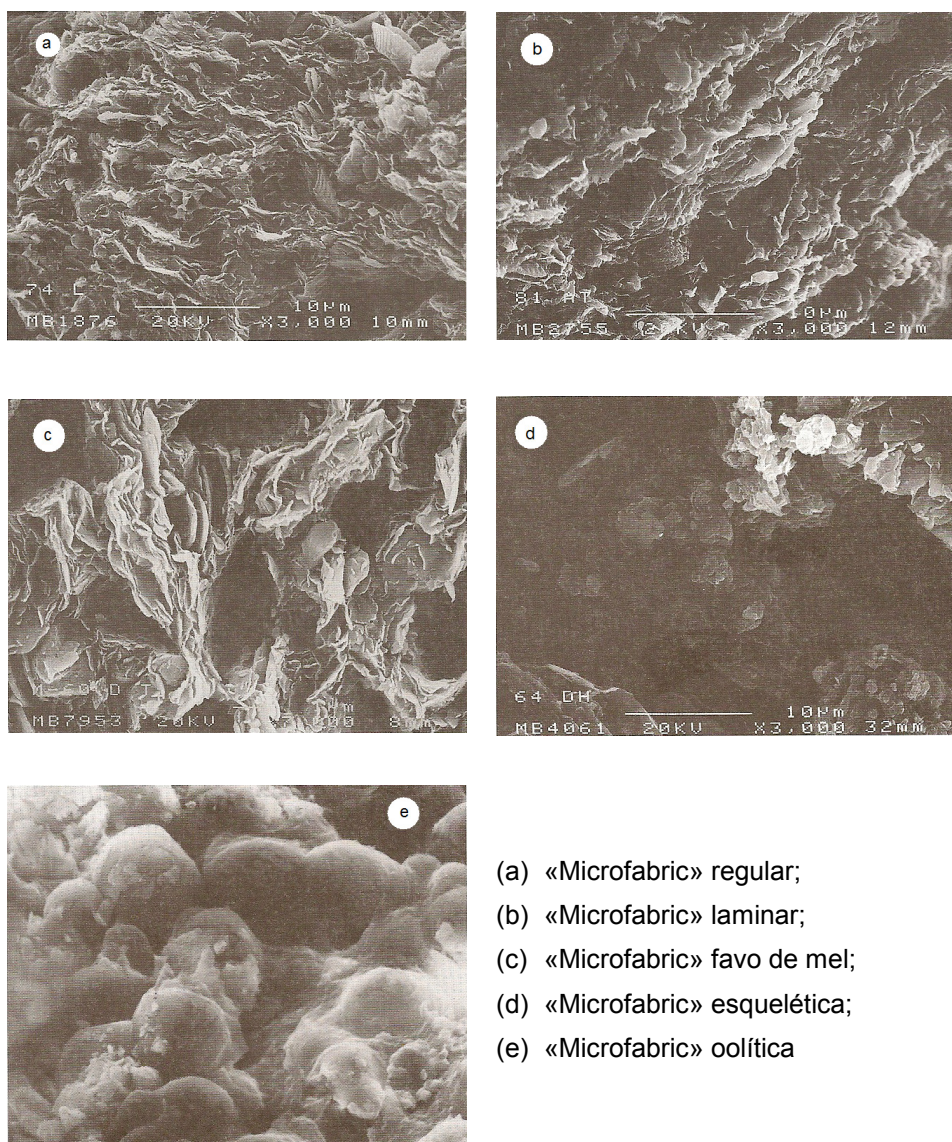 a
74 L
10µm
MB1876 20KV X3,000 10mm
b
81 AT
10µm
MB2755 20KV X3,000 12mm
c
MB7953 20KV 8mm
d
64 DH
10µm
MB4061 20KV X3,000 32mm
e
(a) «Microfabric» regular;
(b) «Microfabric» laminar;
(c) «Microfabric» favo de mel;
(d) «Microfabric» esquelética;
(e) «Microfabric» oolítica